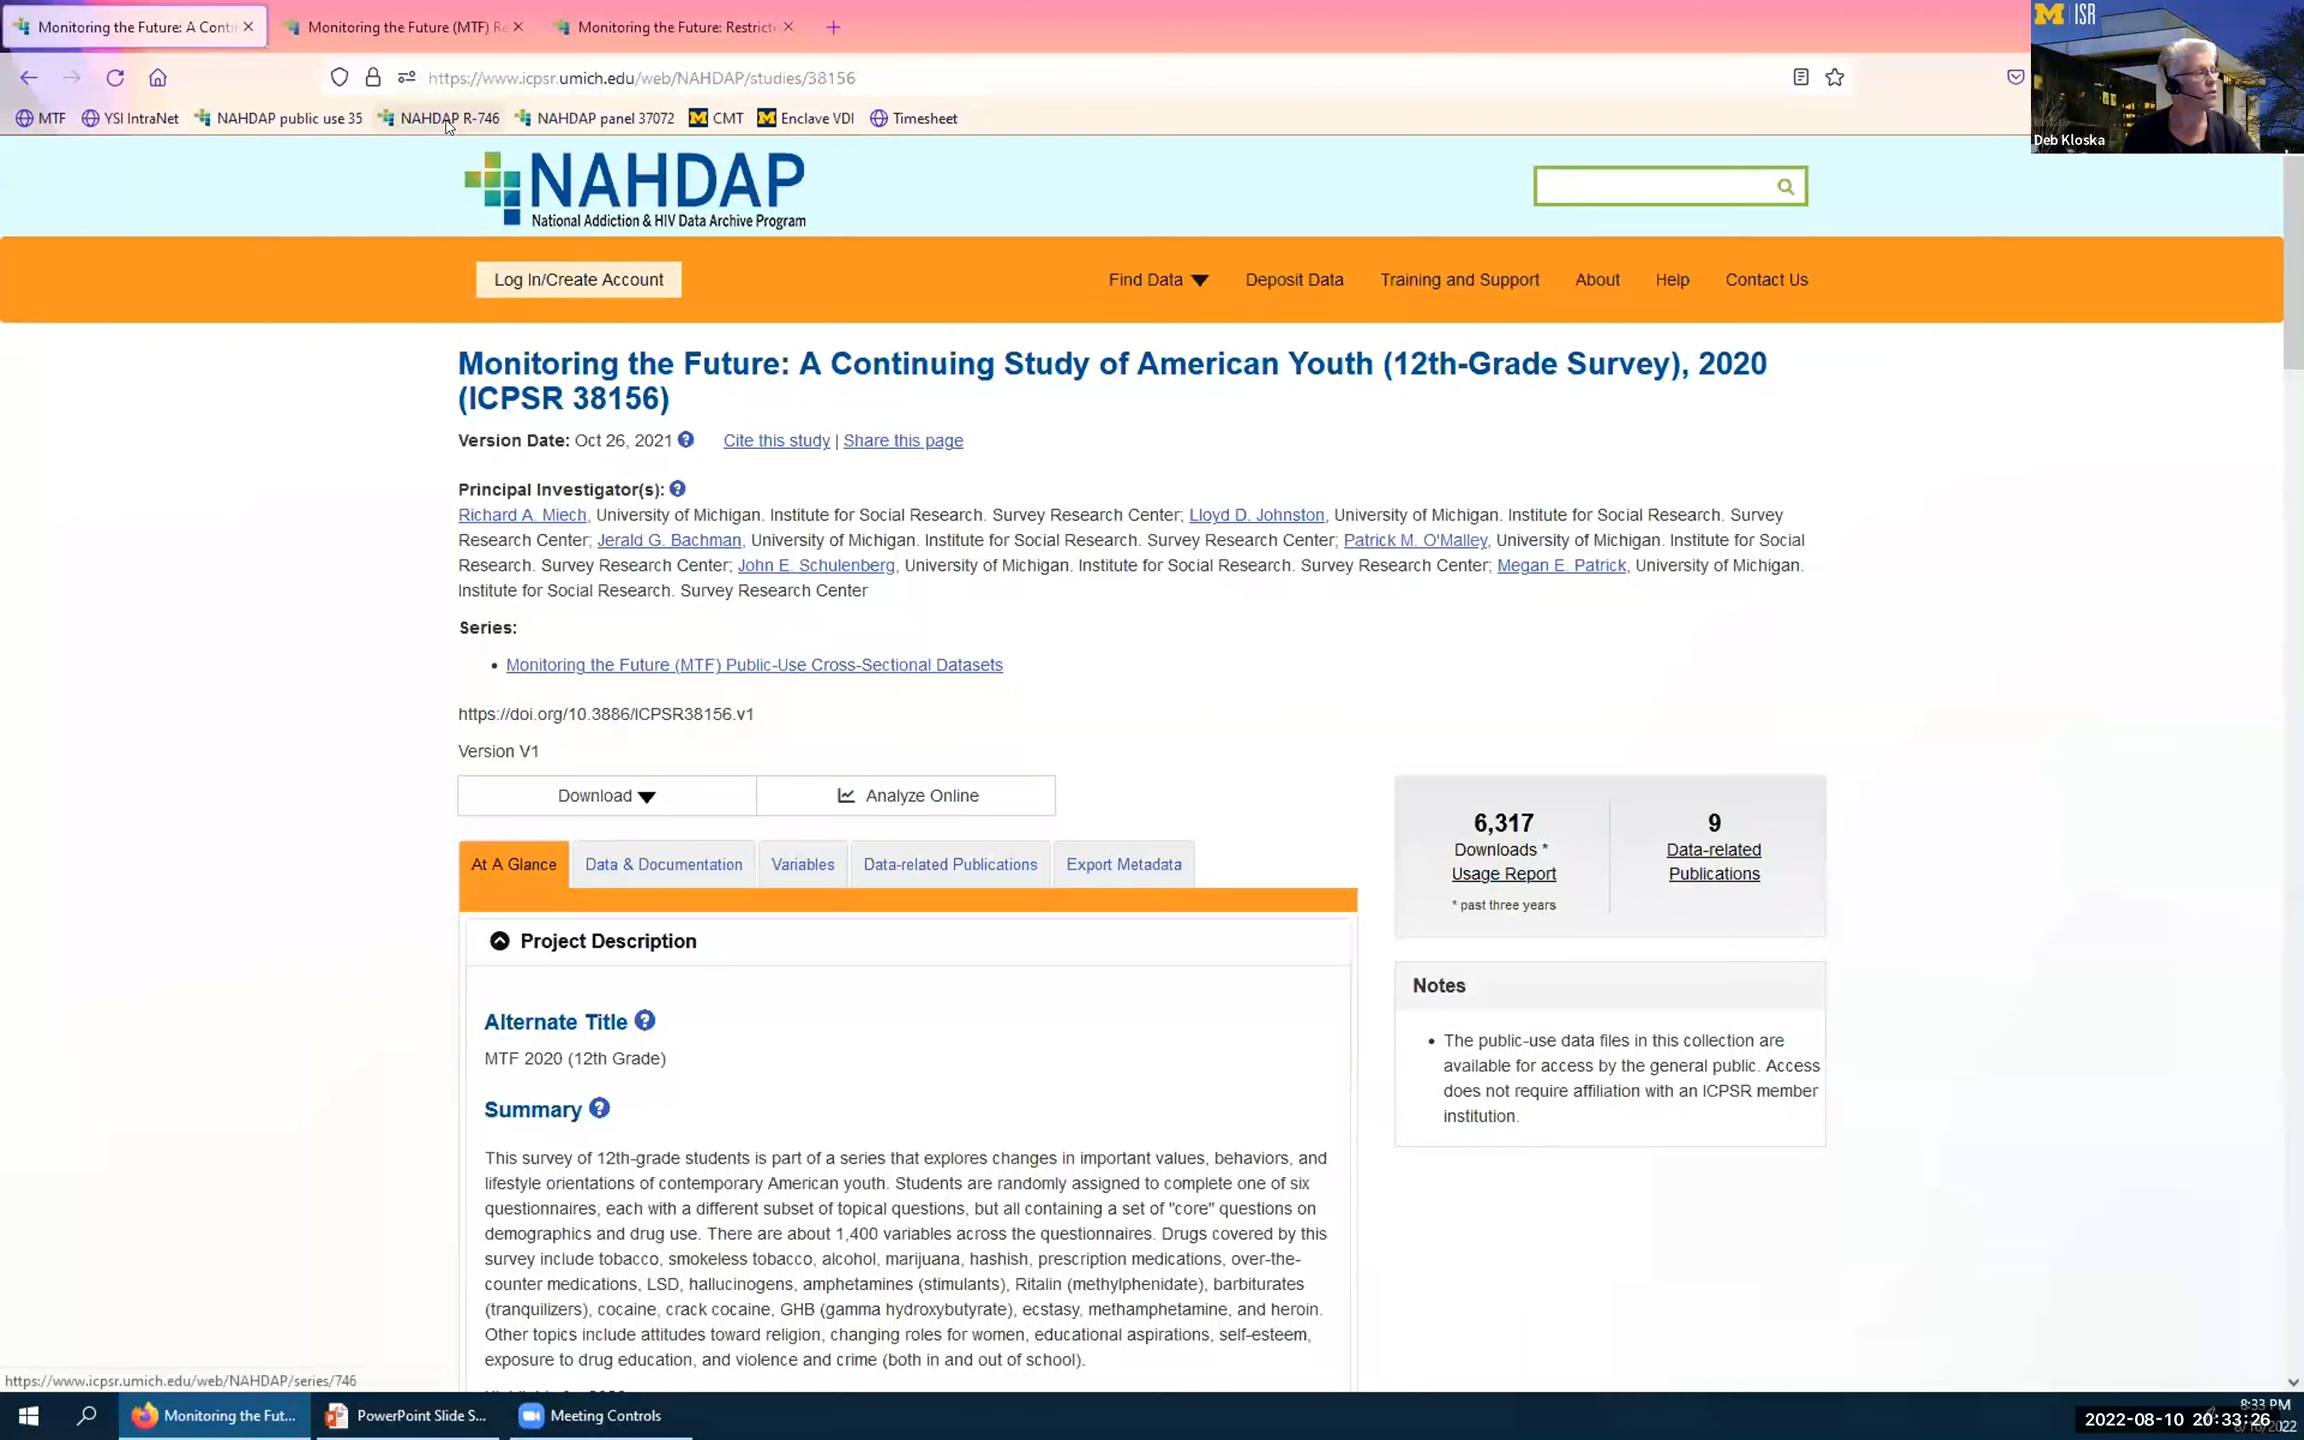 Monitoring the Future: A Conti
Monitoring the Future (MTF) Re
Monitoring the Future: Restricte
https://www.icpsr.umich.edu/web/NAHDAP/studies/38156
MTF
YSI IntraNet
NAHDAP public use 35
NAHDAP R-746
NAHDAP panel 37072
CMT
Enclave VDI
Timesheet
M ISR
Deb Kloska
NAHDAP
National Addiction & HIV Data Archive Program
Log In/Create Account
Find Data
Deposit Data
Training and Support
About
Help
Contact Us
Monitoring the Future: A Continuing Study of American Youth (12th-Grade Survey), 2020
(ICPSR 38156)
Version Date: Oct 26, 2021 ? Cite this study | Share this page
Principal Investigator(s): ?
Richard A. Miech, University of Michigan. Institute for Social Research. Survey Research Center; Lloyd D. Johnston, University of Michigan. Institute for Social Research. Survey
Research Center; Jerald G. Bachman, University of Michigan. Institute for Social Research. Survey Research Center; Patrick M. O'Malley, University of Michigan. Institute for Social
Research. Survey Research Center; John E. Schulenberg, University of Michigan. Institute for Social Research. Survey Research Center; Megan E. Patrick, University of Michigan.
Institute for Social Research. Survey Research Center
Series:
• Monitoring the Future (MTF) Public-Use Cross-Sectional Datasets
https://doi.org/10.3886/ICPSR38156.v1
Version V1
Download
Analyze Online
At A Glance
Data & Documentation
Variables
Data-related Publications
Export Metadata
Project Description
Alternate Title ?
MTF 2020 (12th Grade)
Summary ?
This survey of 12th-grade students is part of a series that explores changes in important values, behaviors, and
lifestyle orientations of contemporary American youth. Students are randomly assigned to complete one of six
questionnaires, each with a different subset of topical questions, but all containing a set of "core" questions on
demographics and drug use. There are about 1,400 variables across the questionnaires. Drugs covered by this
survey include tobacco, smokeless tobacco, alcohol, marijuana, hashish, prescription medications, over-the-
counter medications, LSD, hallucinogens, amphetamines (stimulants), Ritalin (methylphenidate), barbiturates
(tranquilizers), cocaine, crack cocaine, GHB (gamma hydroxybutyrate), ecstasy, methamphetamine, and heroin.
Other topics include attitudes toward religion, changing roles for women, educational aspirations, self-esteem,
exposure to drug education, and violence and crime (both in and out of school).
6,317
Downloads *
Usage Report
* past three years
9
Data-related
Publications
Notes
• The public-use data files in this collection are
available for access by the general public. Access
does not require affiliation with an ICPSR member
institution.
https://www.icpsr.umich.edu/web/NAHDAP/series/746
Monitoring the Fut...
PowerPoint Slide S...
Meeting Controls
8:33 PM
2022-08-10 20:33:26